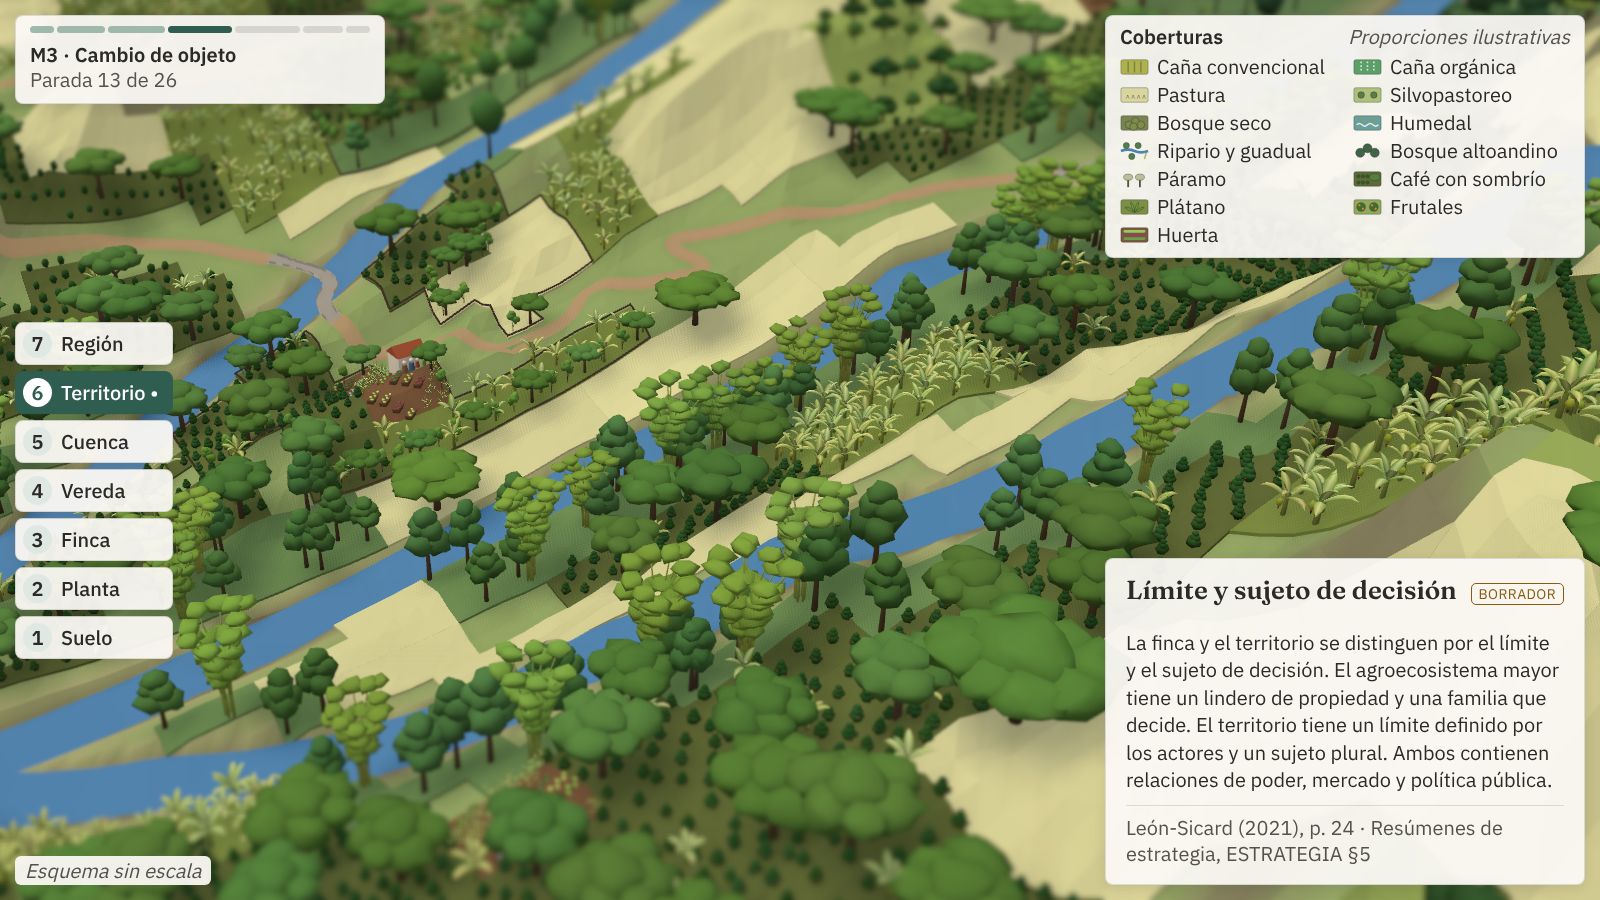 M3 · Cambio de objeto
Parada 13 de 26
Coberturas
Proporciones ilustrativas
Caña convencional
Caña orgánica
Pastura
Silvopastoreo
Bosque seco
Humedal
Ripario y guadual
Bosque altoandino
Páramo
Café con sombrío
Plátano
Frutales
Huerta
7 Región
6 Territorio •
5 Cuenca
4 Vereda
3 Finca
2 Planta
1 Suelo
Límite y sujeto de decisión
BORRADOR
La finca y el territorio se distinguen por el límite
y el sujeto de decisión. El agroecosistema mayor
tiene un lindero de propiedad y una familia que
decide. El territorio tiene un límite definido por
los actores y un sujeto plural. Ambos contienen
relaciones de poder, mercado y política pública.
León-Sicard (2021), p. 24 · Resúmenes de
estrategia, ESTRATEGIA §5
Esquema sin escala